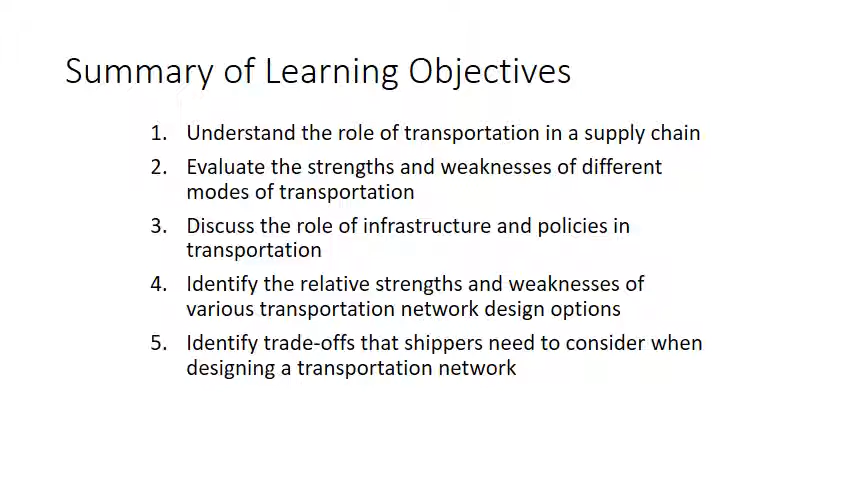 Summary of Learning Objectives
1. Understand the role of transportation in a supply chain
2. Evaluate the strengths and weaknesses of different
modes of transportation
3. Discuss the role of infrastructure and policies in
transportation
4. Identify the relative strengths and weaknesses of
various transportation network design options
5. Identify trade-offs that shippers need to consider when
designing a transportation network